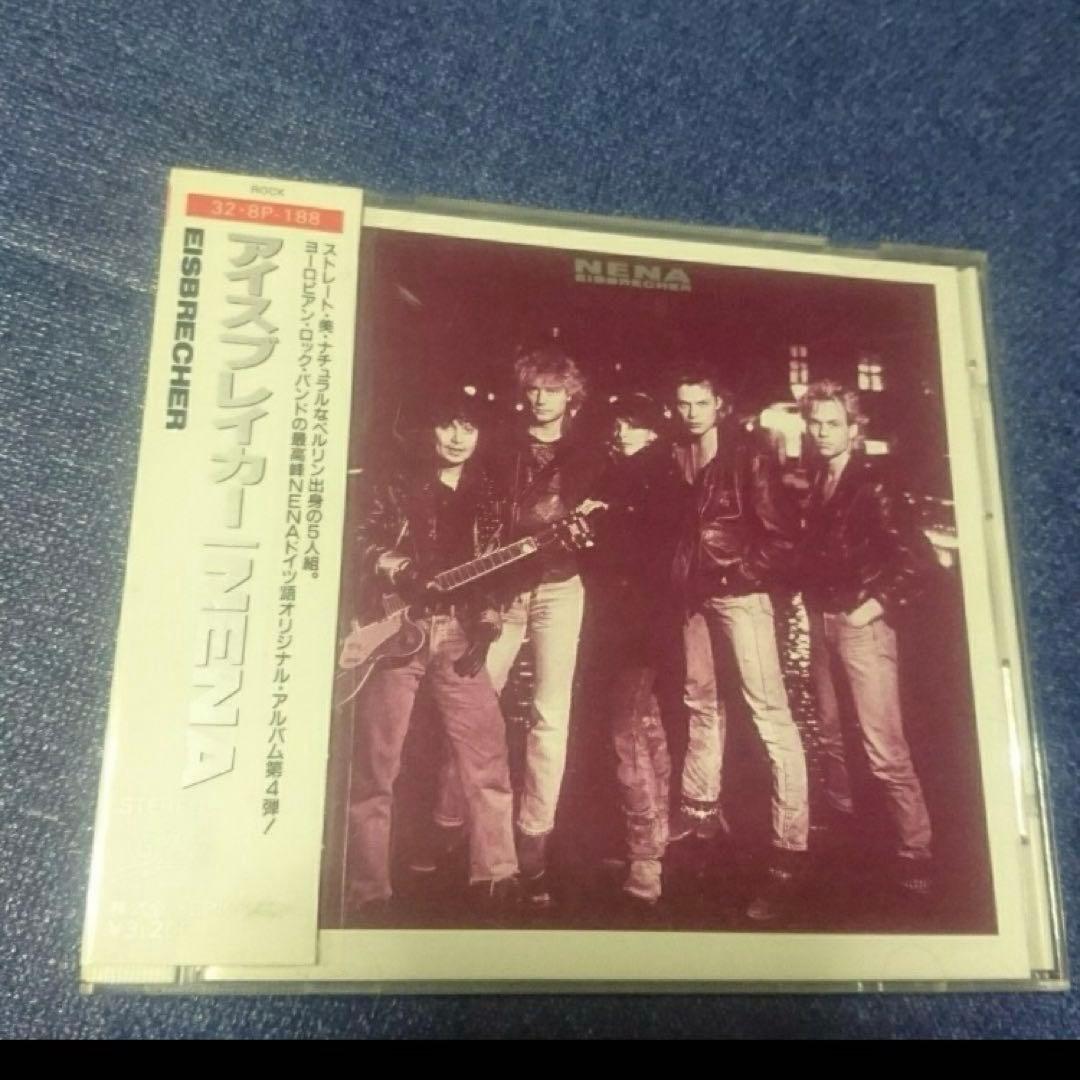 ROCK
32・8P-188
アイスブレイカー／NENA
EISBRECHER
ストレート・美・ナチュラルなベルリン出身の5人組。
ヨーロピアン・ロック・バンドの最高峰NENAドイツ語オリジナル・アルバム第4弾！
NENA
EISBRECHER